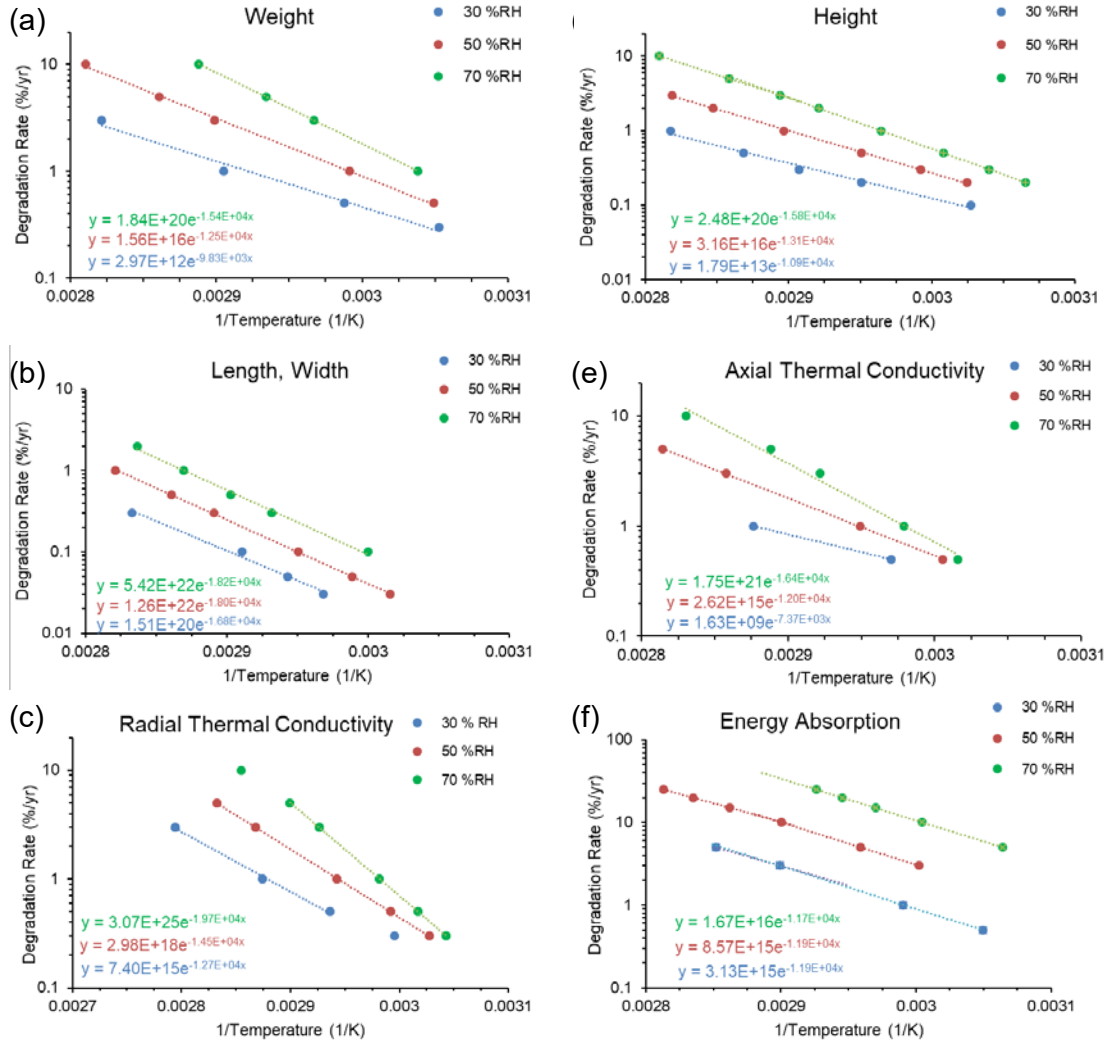 (a)
Weight
30 %RH
50 %RH
70 %RH
Degradation Rate (%/yr)
10
1
0.1
y = 1.84E+20e^-1.54E+04x
y = 1.56E+16e^-1.25E+04x
y = 2.97E+12e^-9.83E+03x
0.0028 0.0029 0.003 0.0031
1/Temperature (1/K)
(
Height
30 %RH
50 %RH
70 %RH
Degradation Rate (%/yr)
10
1
0.1
0.01
y = 2.48E+20e^-1.58E+04x
y = 3.16E+16e^-1.31E+04x
y = 1.79E+13e^-1.09E+04x
0.0028 0.0029 0.003 0.0031
1/Temperature (1/K)
(b)
Length, Width
30 %RH
50 %RH
70 %RH
Degradation Rate (%/yr)
10
1
0.1
0.01
y = 5.42E+22e^-1.82E+04x
y = 1.26E+22e^-1.80E+04x
y = 1.51E+20e^-1.68E+04x
0.0028 0.0029 0.003 0.0031
1/Temperature (1/K)
(e)
Axial Thermal Conductivity
30 %RH
50 %RH
70 %RH
Degradation Rate (%/yr)
10
1
0.1
y = 1.75E+21e^-1.64E+04x
y = 2.62E+15e^-1.20E+04x
y = 1.63E+09e^-7.37E+03x
0.0028 0.0029 0.003 0.0031
1/Temperature (1/K)
(c)
Radial Thermal Conductivity
30 % RH
50 %RH
70 %RH
Degradation Rate (%/yr)
10
1
0.1
y = 3.07E+25e^-1.97E+04x
y = 2.98E+18e^-1.45E+04x
y = 7.40E+15e^-1.27E+04x
0.0027 0.0028 0.0029 0.003 0.0031
1/Temperature (1/K)
(f)
Energy Absorption
30 %RH
50 %RH
70 %RH
Degradation Rate (%/yr)
100
10
1
0.1
y = 1.67E+16e^-1.17E+04x
y = 8.57E+15e^-1.19E+04x
y = 3.13E+15e^-1.19E+04x
0.0028 0.0029 0.003 0.0031
1/Temperature (1/K)